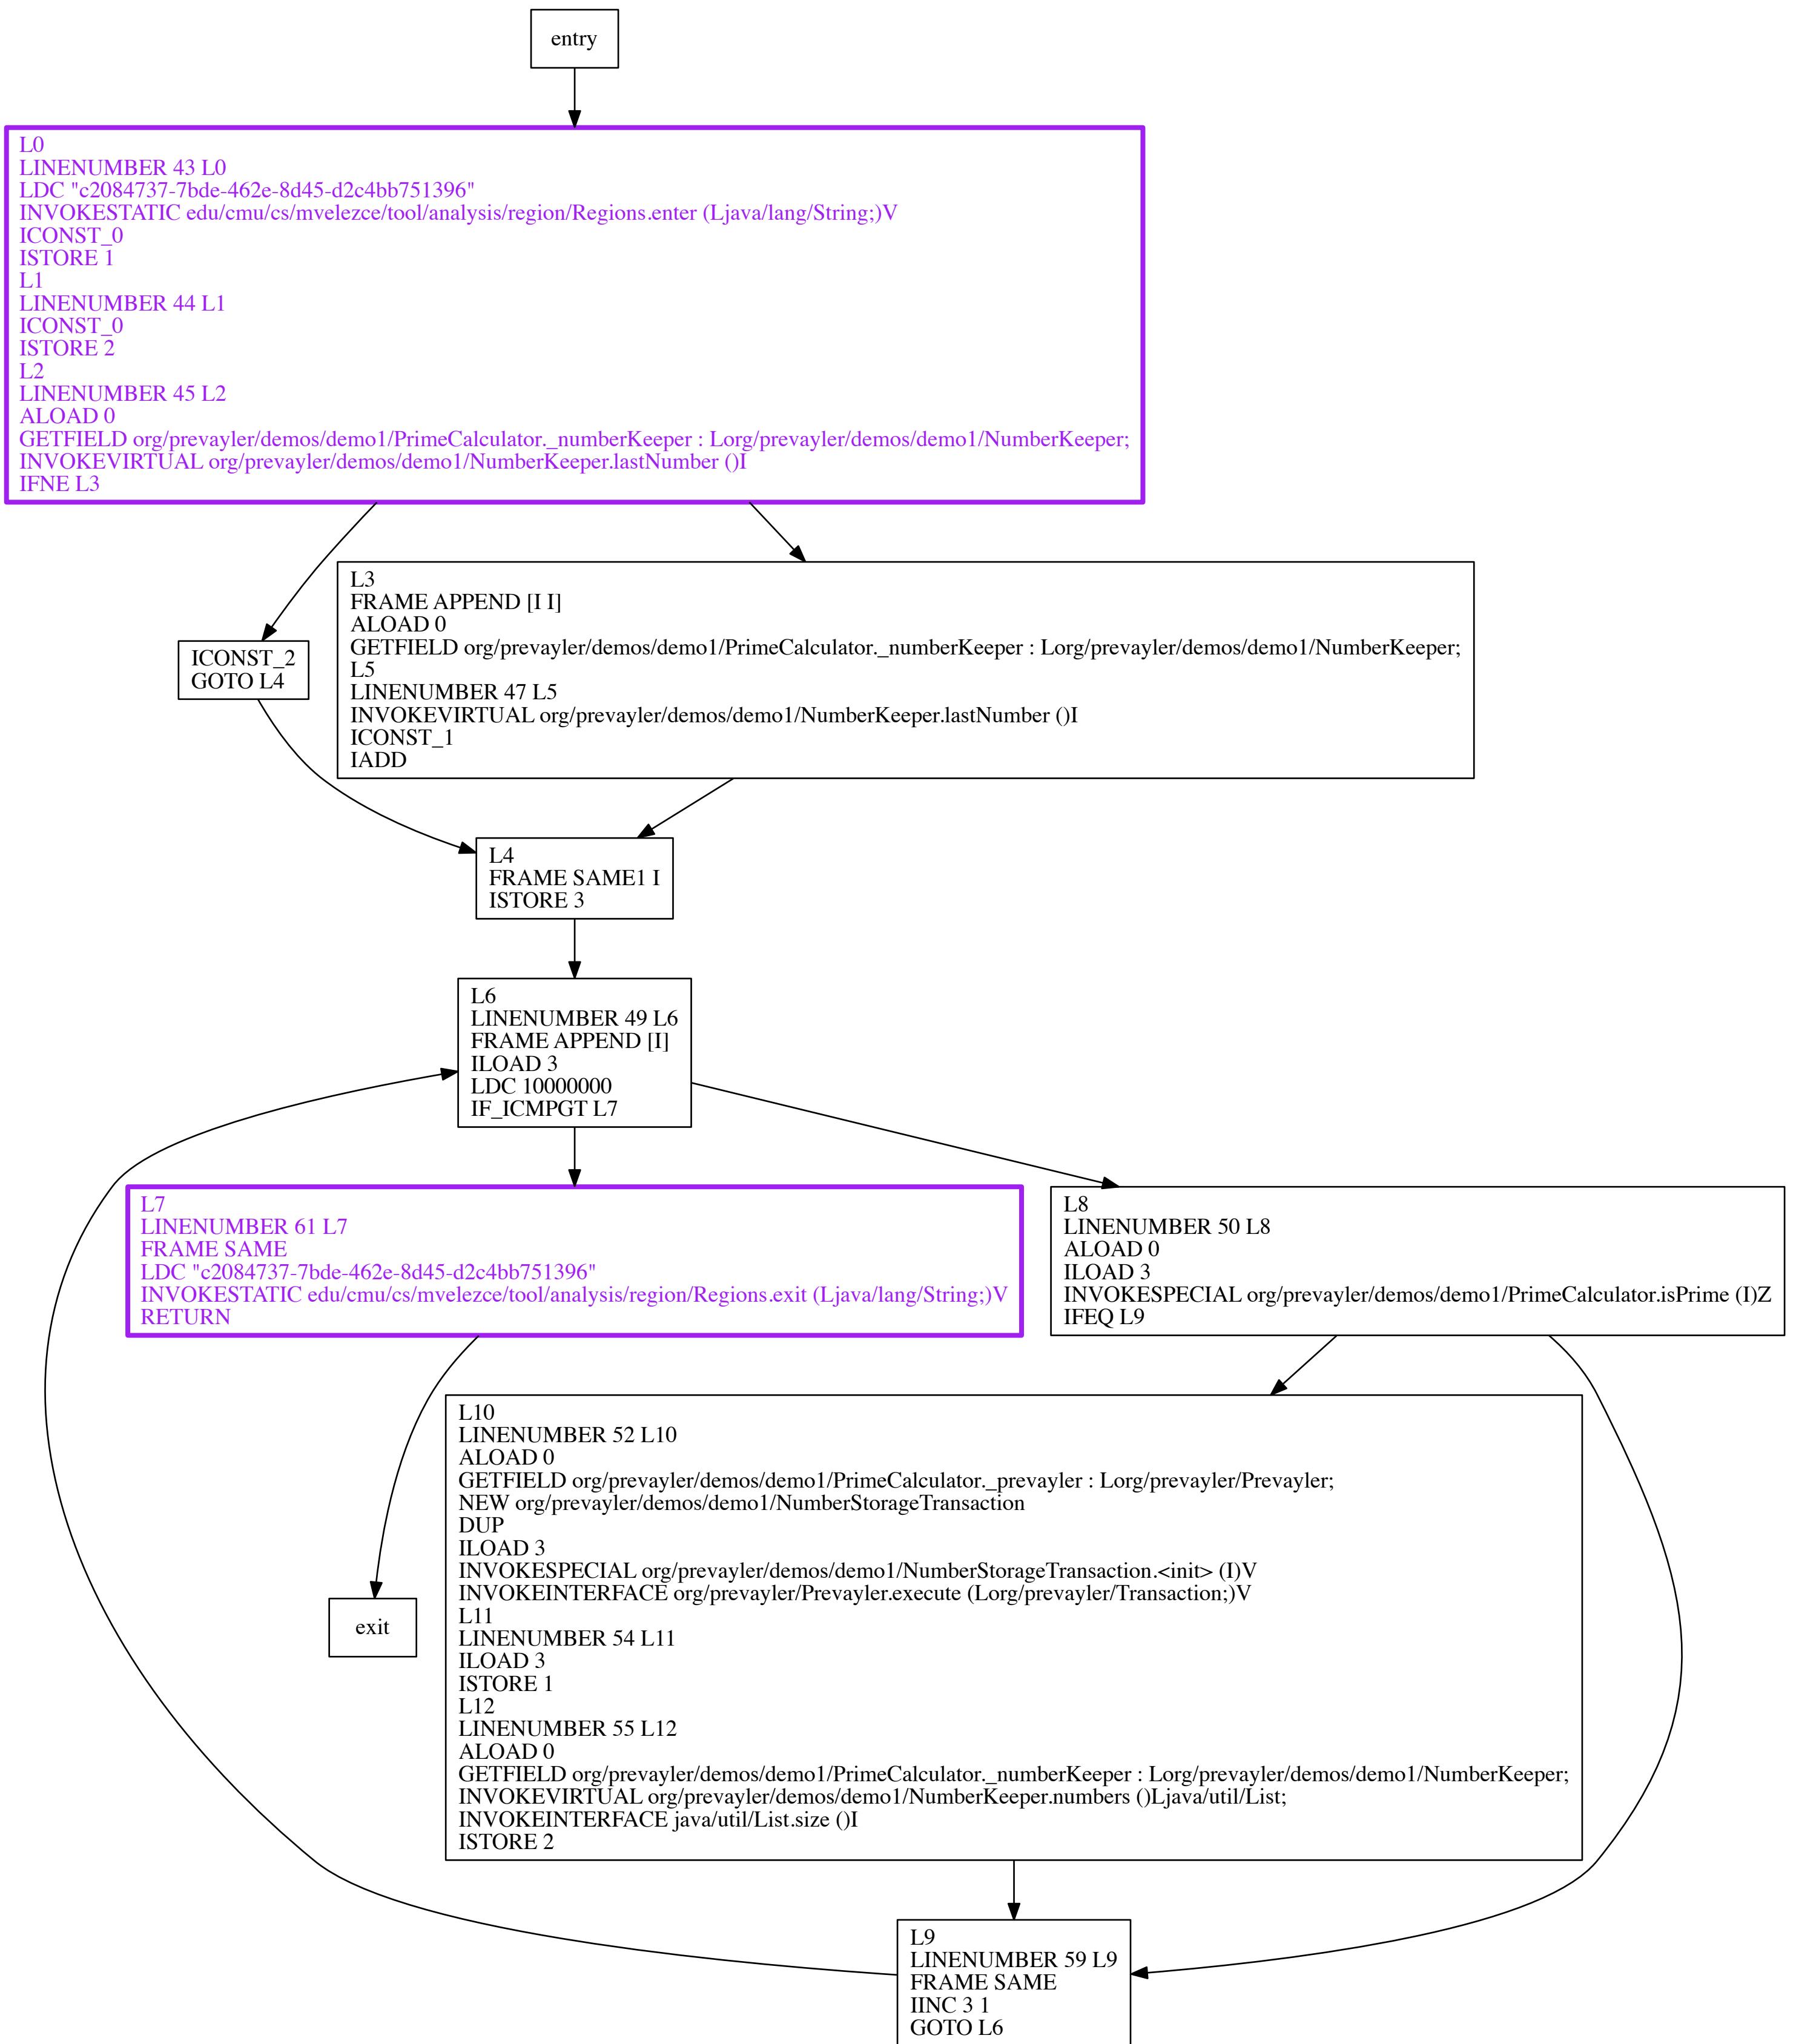 entry
L0
LINENUMBER 43 L0
LDC "c2084737-7bde-462e-8d45-d2c4bb751396"
INVOKESTATIC edu/cmu/cs/mvelezce/tool/analysis/region/Regions.enter (Ljava/lang/String;)V
ICONST_0
ISTORE 1
L1
LINENUMBER 44 L1
ICONST_0
ISTORE 2
L2
LINENUMBER 45 L2
ALOAD 0
GETFIELD org/prevayler/demos/demo1/PrimeCalculator._numberKeeper : Lorg/prevayler/demos/demo1/NumberKeeper;
INVOKEVIRTUAL org/prevayler/demos/demo1/NumberKeeper.lastNumber ()I
IFNE L3
ICONST_2
GOTO L4
L3
FRAME APPEND [I I]
ALOAD 0
GETFIELD org/prevayler/demos/demo1/PrimeCalculator._numberKeeper : Lorg/prevayler/demos/demo1/NumberKeeper;
L5
LINENUMBER 47 L5
INVOKEVIRTUAL org/prevayler/demos/demo1/NumberKeeper.lastNumber ()I
ICONST_1
IADD
L4
FRAME SAME1 I
ISTORE 3
L6
LINENUMBER 49 L6
FRAME APPEND [I]
ILOAD 3
LDC 10000000
IF_ICMPGT L7
L7
LINENUMBER 61 L7
FRAME SAME
LDC "c2084737-7bde-462e-8d45-d2c4bb751396"
INVOKESTATIC edu/cmu/cs/mvelezce/tool/analysis/region/Regions.exit (Ljava/lang/String;)V
RETURN
L8
LINENUMBER 50 L8
ALOAD 0
ILOAD 3
INVOKESPECIAL org/prevayler/demos/demo1/PrimeCalculator.isPrime (I)Z
IFEQ L9
L10
LINENUMBER 52 L10
ALOAD 0
GETFIELD org/prevayler/demos/demo1/PrimeCalculator._prevayler : Lorg/prevayler/Prevayler;
NEW org/prevayler/demos/demo1/NumberStorageTransaction
DUP
ILOAD 3
INVOKESPECIAL org/prevayler/demos/demo1/NumberStorageTransaction.<init> (I)V
INVOKEINTERFACE org/prevayler/Prevayler.execute (Lorg/prevayler/Transaction;)V
L11
LINENUMBER 54 L11
ILOAD 3
ISTORE 1
L12
LINENUMBER 55 L12
ALOAD 0
GETFIELD org/prevayler/demos/demo1/PrimeCalculator._numberKeeper : Lorg/prevayler/demos/demo1/NumberKeeper;
INVOKEVIRTUAL org/prevayler/demos/demo1/NumberKeeper.numbers ()Ljava/util/List;
INVOKEINTERFACE java/util/List.size ()I
ISTORE 2
exit
L9
LINENUMBER 59 L9
FRAME SAME
IINC 3 1
GOTO L6